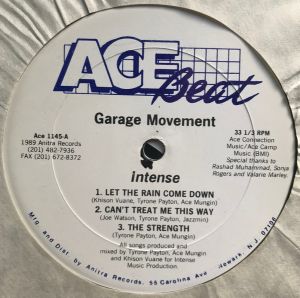 ACE
Beat
Garage Movement
Ace 1145-A
1989 Anitra Records
(201) 482-7936
FAX (201) 672-8372
33 1/3 RPM
Ace Connection
Music/Ace Camp
Music (BMI)
Special thanks to
Rashad Muhammad, Sonja
Rogers and Valarie Marley.
intense
1. LET THE RAIN COME DOWN
(Khison Vuane, Tyrone Payton, Ace Mungin)
2. CAN'T TREAT ME THIS WAY
(Joe Watson, Tyrone Payton, Jazzmin)
3. THE STRENGTH
(Tyrone Payton, Ace Mungin)
All songs produced and
mixed by Tyrone Payton, Ace Mungin
and Khison Vuane for Intense
Music Production.
Mfg. and Dist. by Anitra Records, 55 Carolina Ave Newark, N.J. 07106